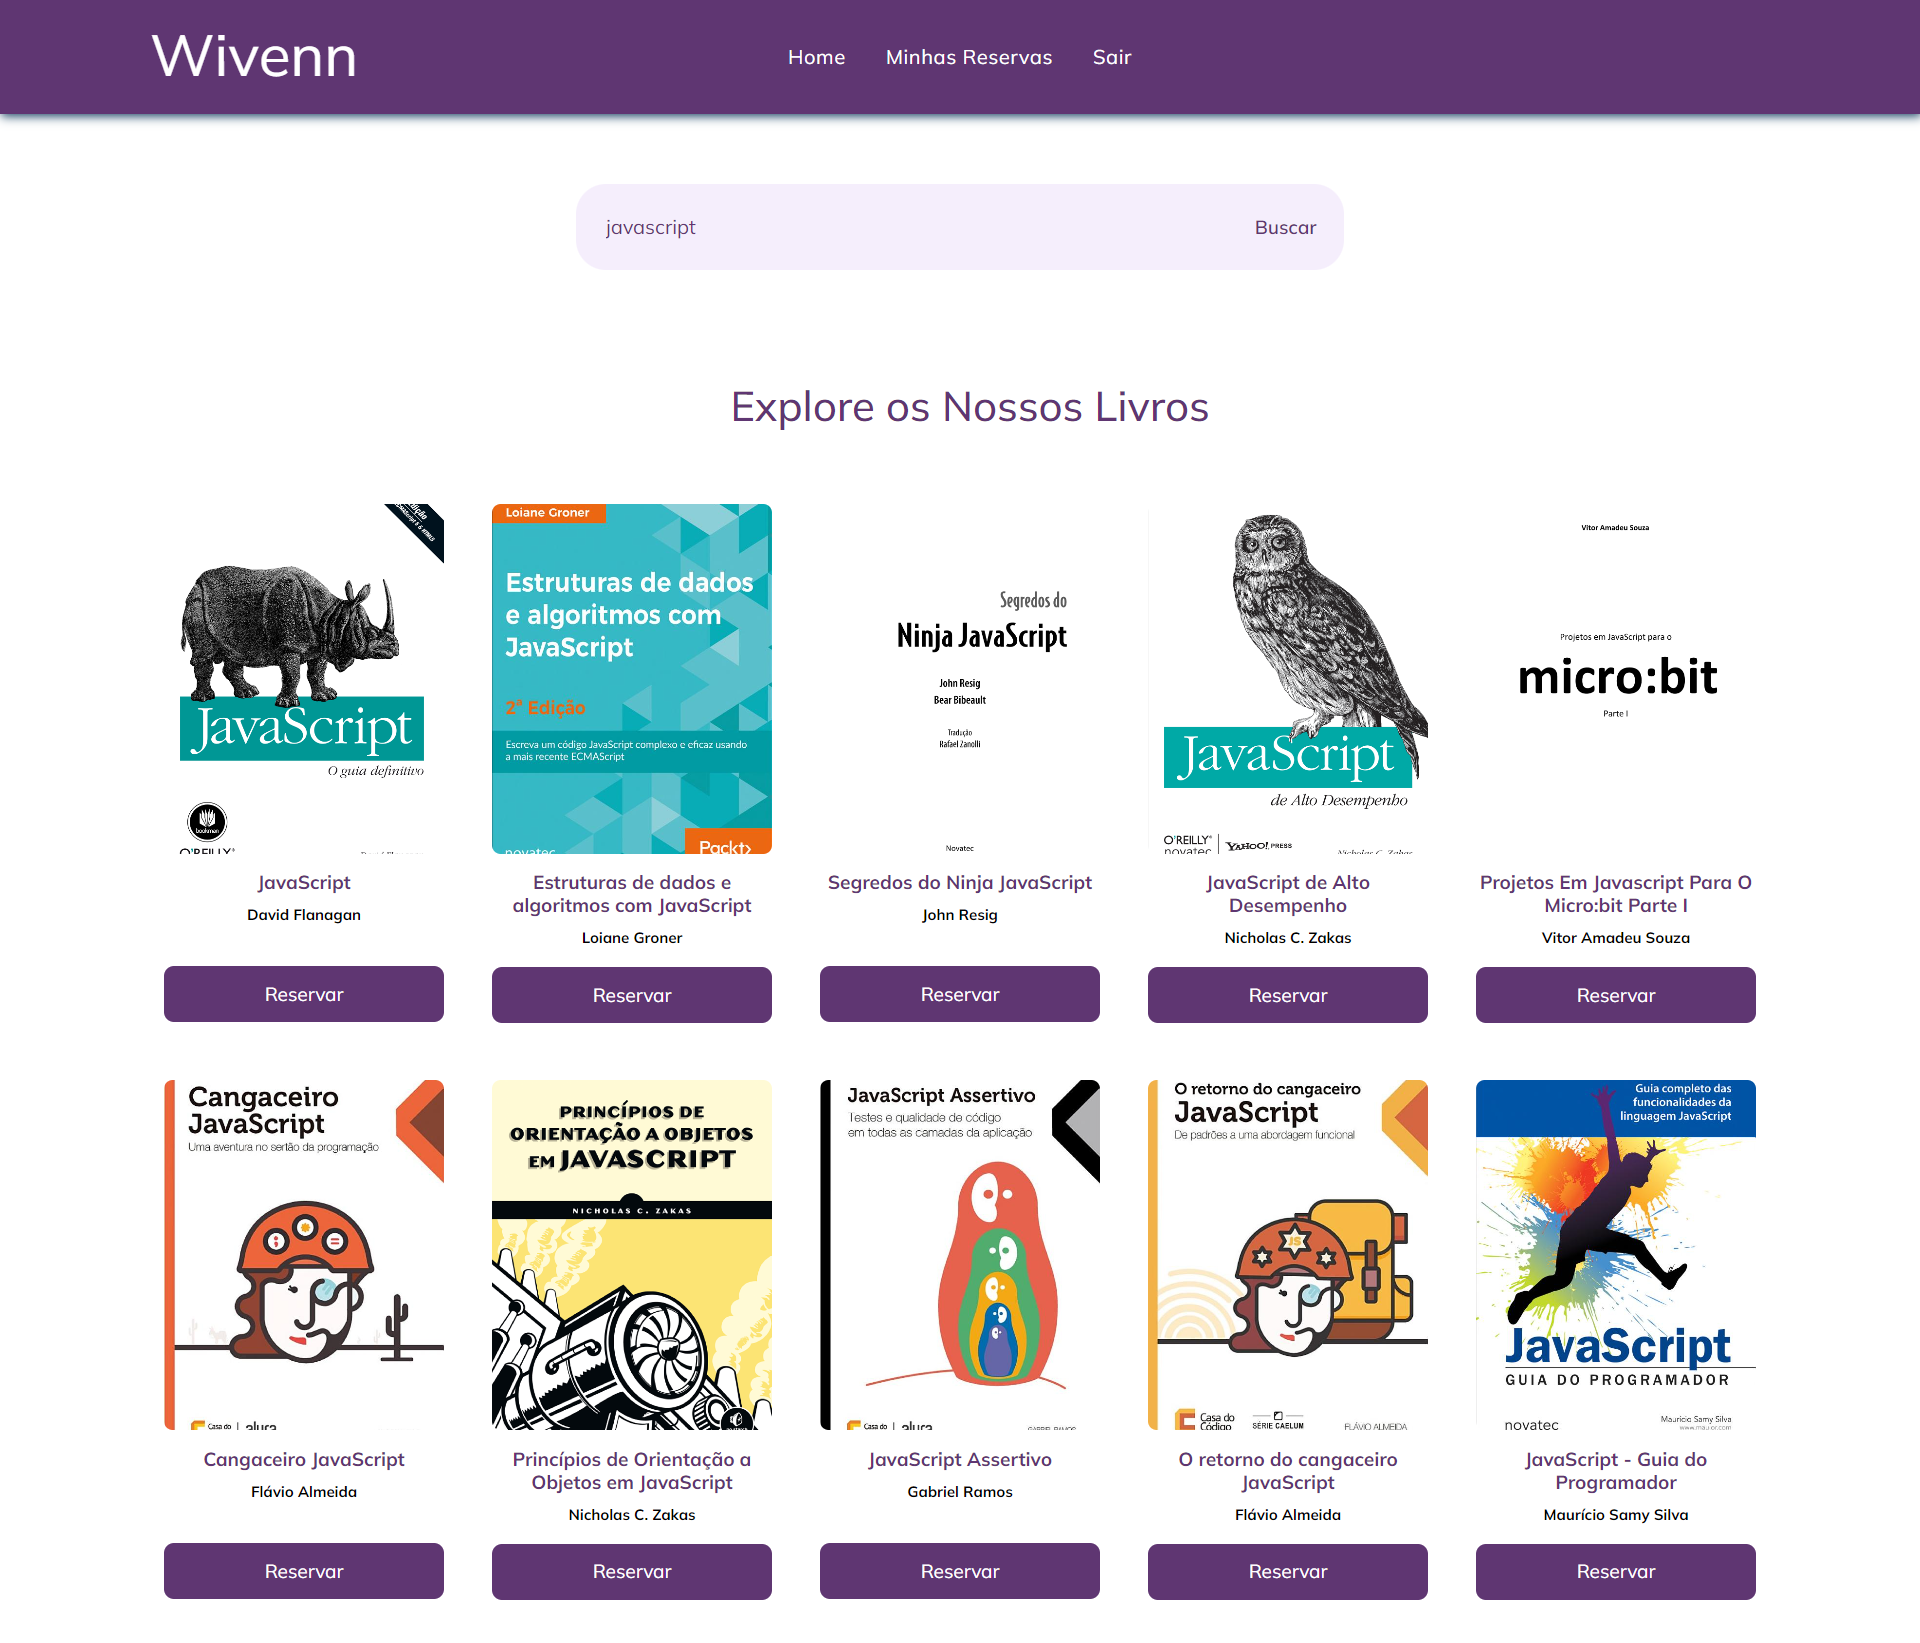 Wivenn
Home
Minhas Reservas
Sair
javascript
Buscar
Explore os Nossos Livros
JavaScript
O guia definitivo
bookman
O'REILLY
JavaScript
David Flanagan
Reservar
Loiane Groner
Estruturas de dados
e algoritmos com
JavaScript
2ª Edição
Escreva um código JavaScript complexo e eficaz usando
a mais recente ECMAScript
novatec
Packt>
Estruturas de dados e
algoritmos com JavaScript
Loiane Groner
Reservar
Segredos do
Ninja JavaScript
John Resig
Bear Bibeault
Tradução
Rafael Zanolli
Novatec
Segredos do Ninja JavaScript
John Resig
Reservar
JavaScript
de Alto Desempenho
O'REILLY®
novatec
YAHOO! PRESS
Nicholas C. Zakas
JavaScript de Alto
Desempenho
Nicholas C. Zakas
Reservar
Vitor Amadeu Souza
Projetos em JavaScript para o
micro:bit
Parte I
Projetos Em Javascript Para O
Micro:bit Parte I
Vitor Amadeu Souza
Reservar
Cangaceiro
JavaScript
Uma aventura no sertão da programação
Casa do
alura
Cangaceiro JavaScript
Flávio Almeida
Reservar
PRINCÍPIOS DE
ORIENTAÇÃO A OBJETOS
EM JAVASCRIPT
NICHOLAS C. ZAKAS
Princípios de Orientação a
Objetos em JavaScript
Nicholas C. Zakas
Reservar
JavaScript Assertivo
Testes e qualidade de código
em todas as camadas da aplicação
Casa do
alura
GABRIEL RAMOS
JavaScript Assertivo
Gabriel Ramos
Reservar
O retorno do cangaceiro
JavaScript
De padrões a uma abordagem funcional
JS
Casa do
Código
SÉRIE CAELUM
FLÁVIO ALMEIDA
O retorno do cangaceiro
JavaScript
Flávio Almeida
Reservar
Guia completo das
funcionalidades da
linguagem JavaScript
JavaScript
GUIA DO PROGRAMADOR
novatec
Maurício Samy Silva
www.maujor.com
JavaScript - Guia do
Programador
Maurício Samy Silva
Reservar